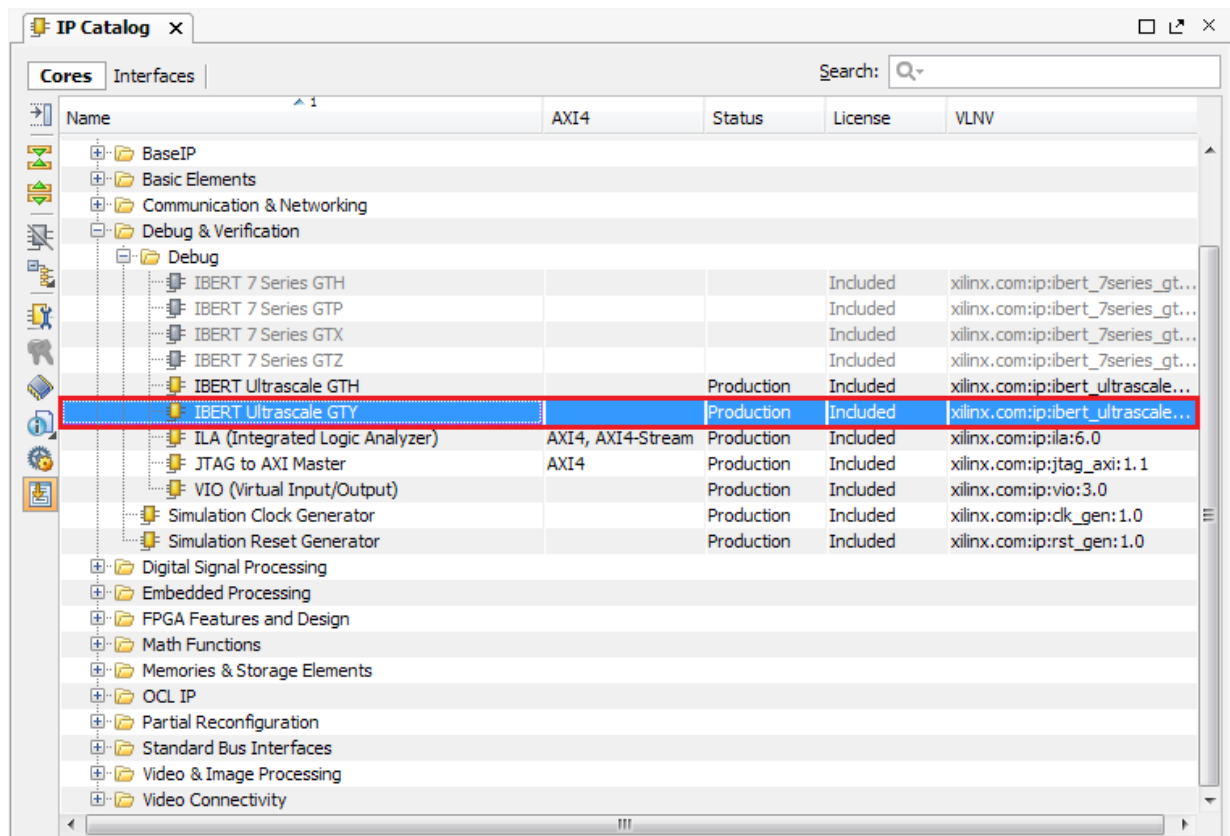 IP Catalog
Cores Interfaces Search:
Name 1 AXI4 Status License VLNV
BaseIP
Basic Elements
Communication & Networking
Debug & Verification
Debug
IBERT 7 Series GTH Included xilinx.com:ip:ibert_7series_gt...
IBERT 7 Series GTP Included xilinx.com:ip:ibert_7series_gt...
IBERT 7 Series GTX Included xilinx.com:ip:ibert_7series_gt...
IBERT 7 Series GTZ Included xilinx.com:ip:ibert_7series_gt...
IBERT Ultrascale GTH Production Included xilinx.com:ip:ibert_ultrascale...
IBERT Ultrascale GTY Production Included xilinx.com:ip:ibert_ultrascale...
ILA (Integrated Logic Analyzer) AXI4, AXI4-Stream Production Included xilinx.com:ip:ila:6.0
JTAG to AXI Master AXI4 Production Included xilinx.com:ip:jtag_axi:1.1
VIO (Virtual Input/Output) Production Included xilinx.com:ip:vio:3.0
Simulation Clock Generator Production Included xilinx.com:ip:clk_gen:1.0
Simulation Reset Generator Production Included xilinx.com:ip:rst_gen:1.0
Digital Signal Processing
Embedded Processing
FPGA Features and Design
Math Functions
Memories & Storage Elements
OCL IP
Partial Reconfiguration
Standard Bus Interfaces
Video & Image Processing
Video Connectivity